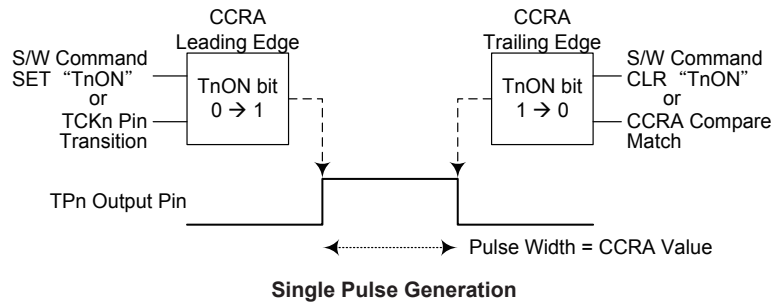 CCRA
Leading Edge
CCRA
Trailing Edge
S/W Command
SET “TnON”
or
TCKn Pin
Transition
TnON bit
0 → 1
TnON bit
1 → 0
S/W Command
CLR “TnON”
or
CCRA Compare
Match
TPn Output Pin
Pulse Width = CCRA Value
Single Pulse Generation